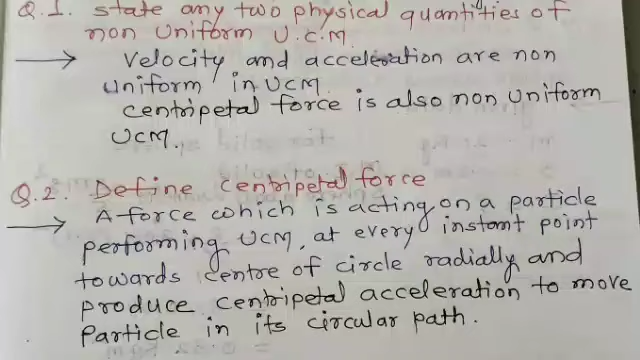 Q.1. state any two physical quantities of
non Uniform U.C.M.
→ velocity and acceleration are non
Uniform in UCM.
centripetal force is also non Uniform
UCM.
Q.2. Define centripetal force
→ A force which is acting on a particle
performing UCM, at every instant point
towards centre of circle radially and
produce centripetal acceleration to move
Particle in its circular path.